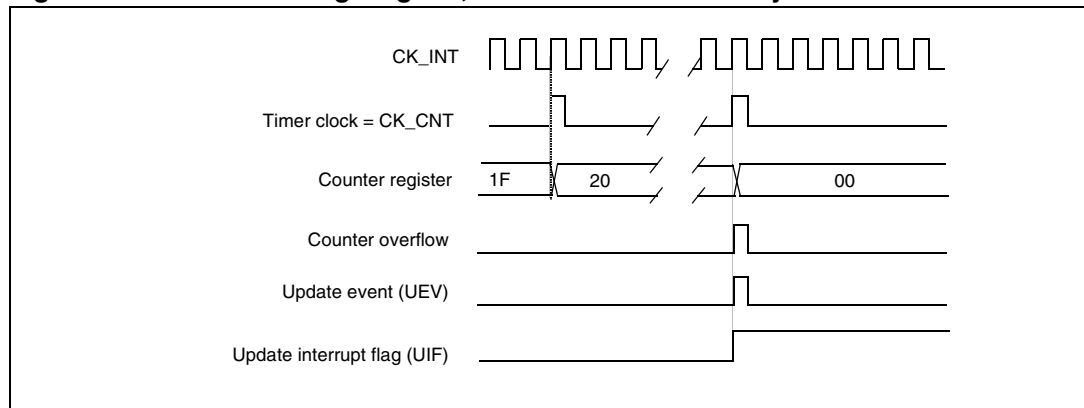 CK_INT
Timer clock = CK_CNT
Counter register 1F 20 00
Counter overflow
Update event (UEV)
Update interrupt flag (UIF)